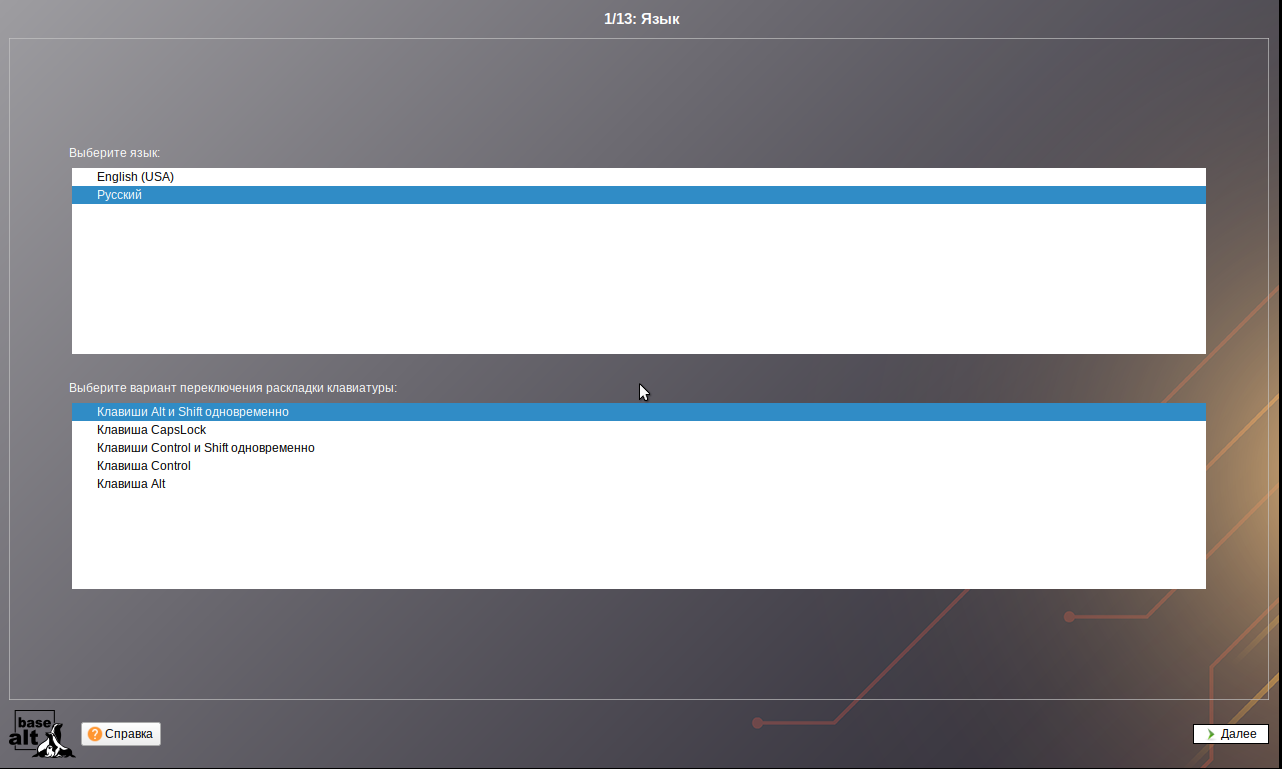 1/13: Язык
Выберите язык:
English (USA)
Русский
Выберите вариант переключения раскладки клавиатуры:
Клавиши Alt и Shift одновременно
Клавиша CapsLock
Клавиши Control и Shift одновременно
Клавиша Control
Клавиша Alt
base
alt
Справка
Далее